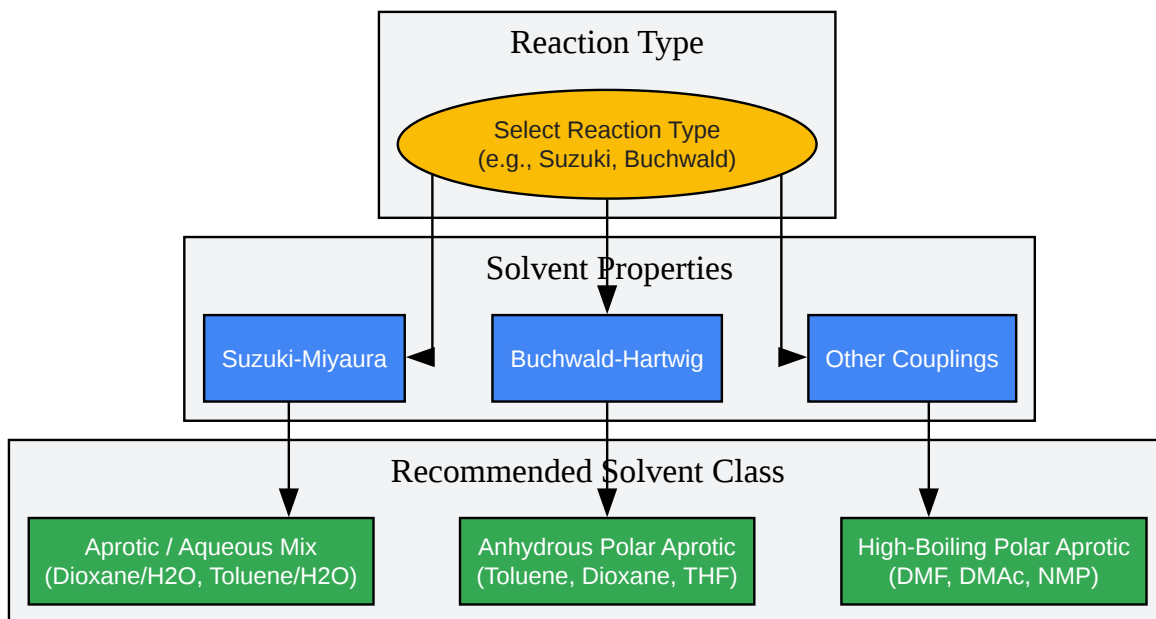 Reaction Type
Select Reaction Type
(e.g., Suzuki, Buchwald)
Solvent Properties
Suzuki-Miyaura
Buchwald-Hartwig
Other Couplings
Recommended Solvent Class
Aprotic / Aqueous Mix
(Dioxane/H2O, Toluene/H2O)
Anhydrous Polar Aprotic
(Toluene, Dioxane, THF)
High-Boiling Polar Aprotic
(DMF, DMAc, NMP)